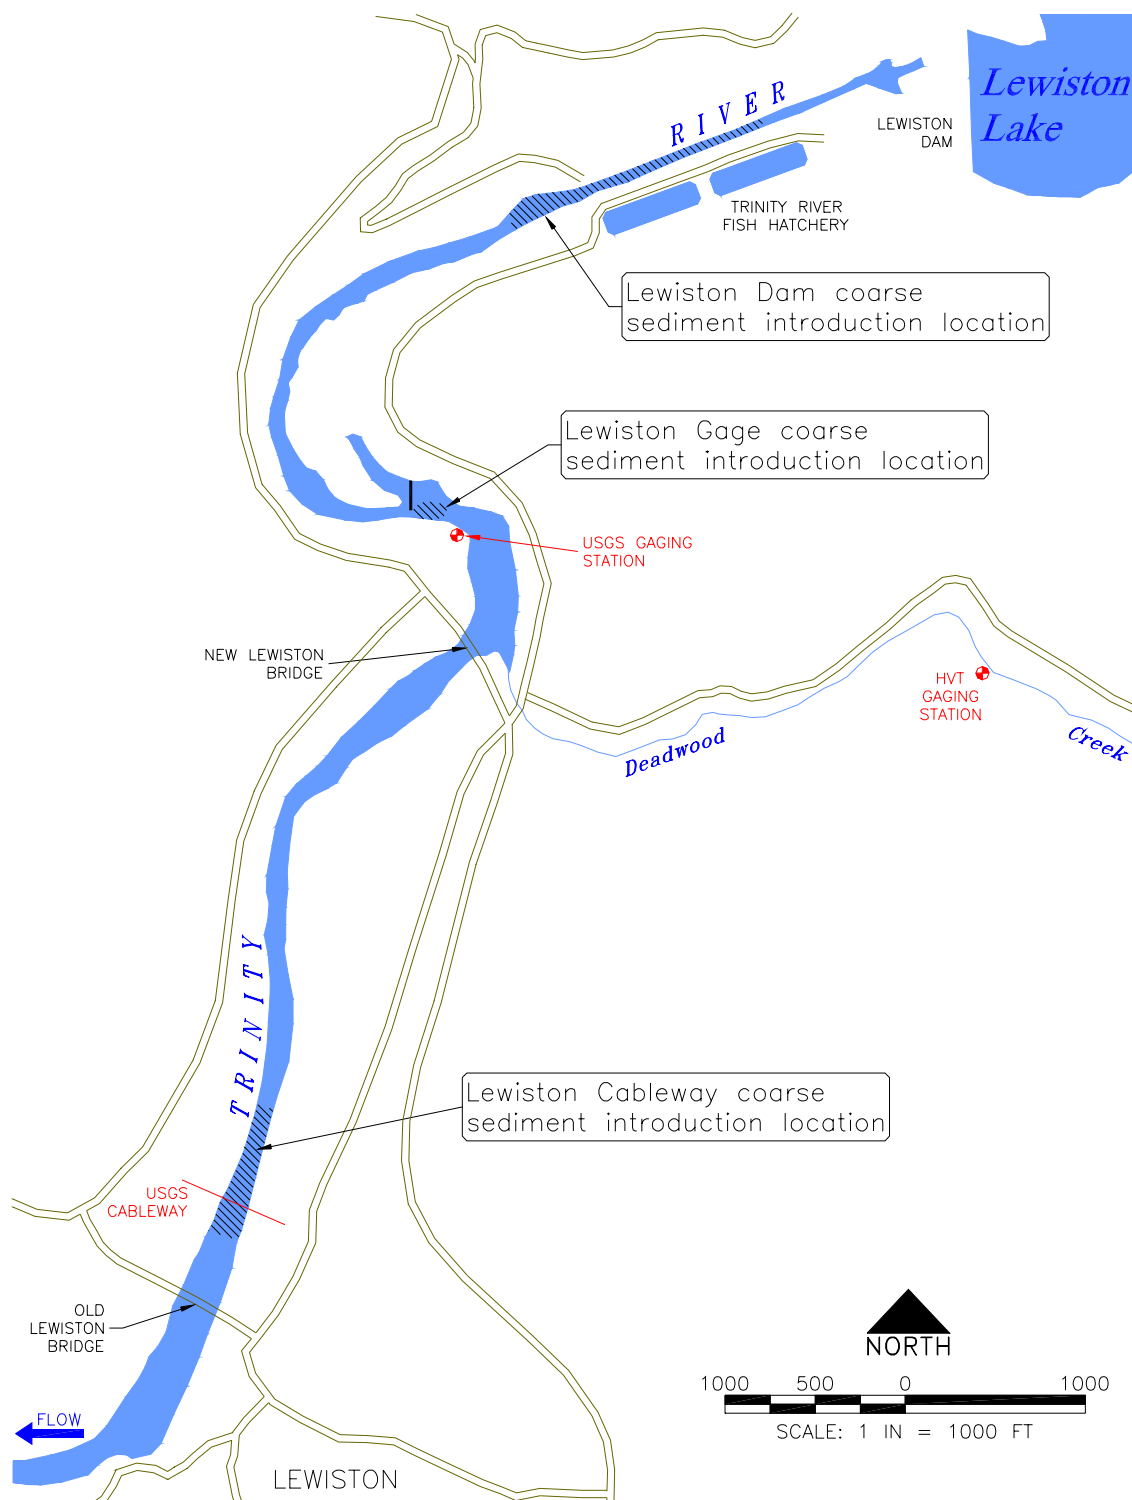 Lewiston
Lake
RIVER
LEWISTON
DAM
TRINITY RIVER
FISH HATCHERY
Lewiston Dam coarse
sediment introduction location
Lewiston Gage coarse
sediment introduction location
USGS GAGING
STATION
NEW LEWISTON
BRIDGE
HVT
GAGING
STATION
Deadwood
Creek
TRINITY
Lewiston Cableway coarse
sediment introduction location
USGS
CABLEWAY
OLD
LEWISTON
BRIDGE
NORTH
1000 500 0 1000
SCALE: 1 IN = 1000 FT
FLOW
LEWISTON